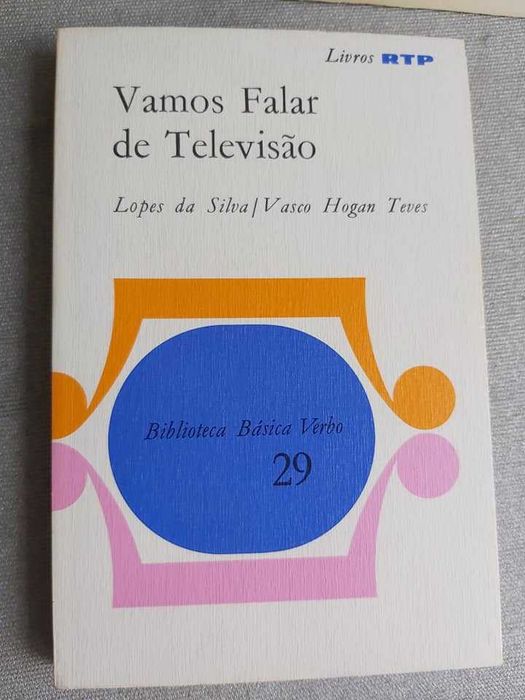 Livros RTP
Vamos Falar
de Televisão
Lopes da Silva/Vasco Hogan Teves
Biblioteca Básica Verbo
29